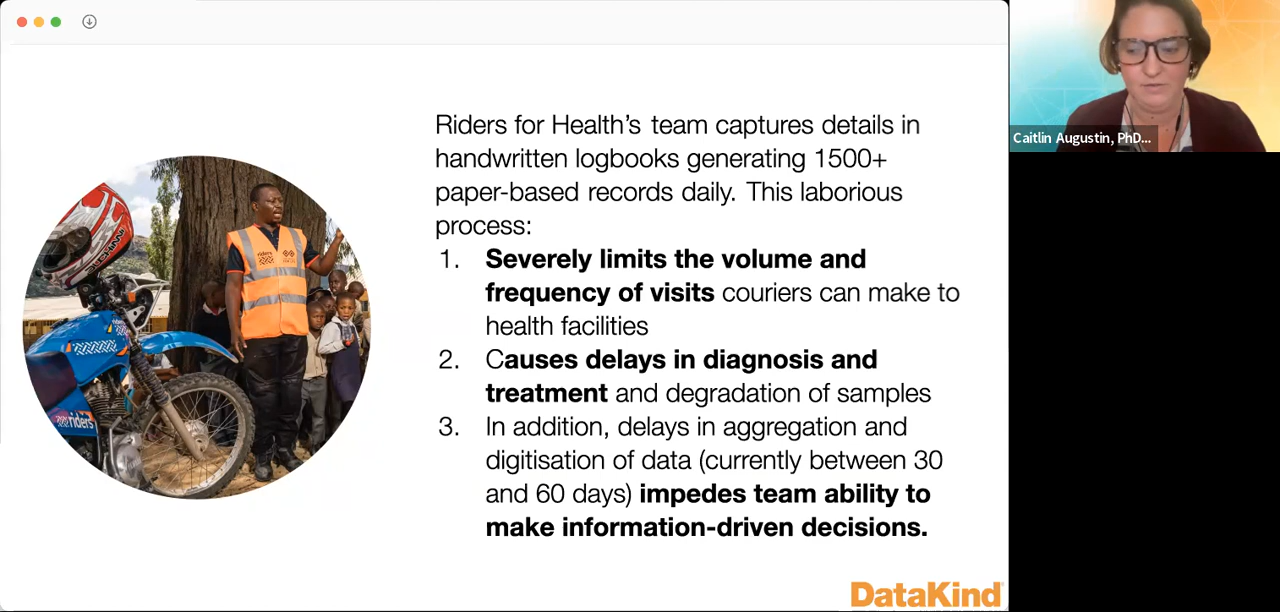 Riders for Health’s team captures details in
handwritten logbooks generating 1500+
paper-based records daily. This laborious
process:
1. Severely limits the volume and
frequency of visits couriers can make to
health facilities
2. Causes delays in diagnosis and
treatment and degradation of samples
3. In addition, delays in aggregation and
digitisation of data (currently between 30
and 60 days) impedes team ability to
make information-driven decisions.
DataKind
Caitlin Augustin, PhD...
riders
riders